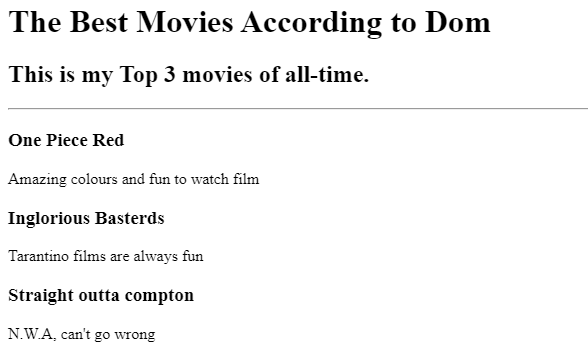 The Best Movies According to Dom
This is my Top 3 movies of all-time.
One Piece Red
Amazing colours and fun to watch film
Inglorious Basterds
Tarantino films are always fun
Straight outta compton
N.W.A, can't go wrong